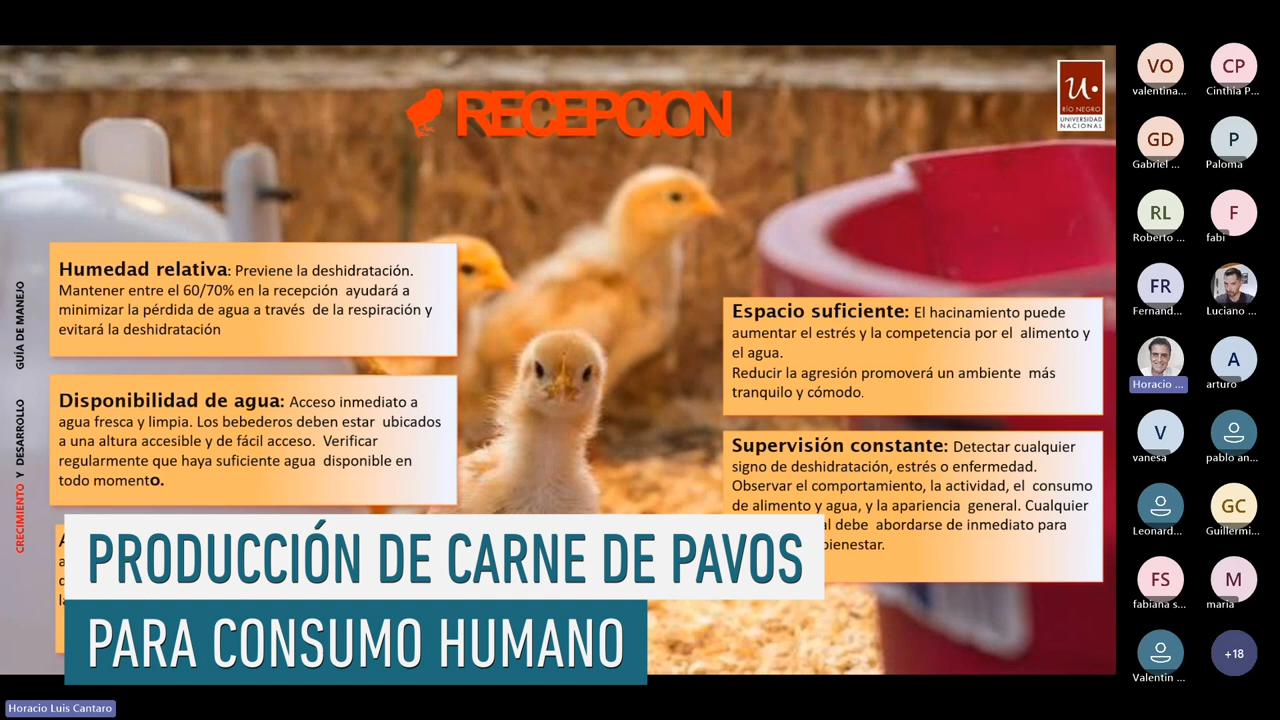 RECEPCION
u.
RÍO NEGRO
UNIVERSIDAD
NACIONAL
CRECIMIENTO Y DESARROLLO GUÍA DE MANEJO
Humedad relativa: Previene la deshidratación.
Mantener entre el 60/70% en la recepción ayudará a
minimizar la pérdida de agua a través de la respiración y
evitará la deshidratación
Disponibilidad de agua: Acceso inmediato a
agua fresca y limpia. Los bebederos deben estar ubicados
a una altura accesible y de fácil acceso. Verificar
regularmente que haya suficiente agua disponible en
todo momento.
Espacio suficiente: El hacinamiento puede
aumentar el estrés y la competencia por el alimento y
el agua.
Reducir la agresión promoverá un ambiente más
tranquilo y cómodo.
Supervisión constante: Detectar cualquier
signo de deshidratación, estrés o enfermedad.
Observar el comportamiento, la actividad, el consumo
de alimento y agua, y la apariencia general. Cualquier
debe abordarse de inmediato para
bienestar.
PRODUCCIÓN DE CARNE DE PAVOS
PARA CONSUMO HUMANO
VO
valentina...
CP
Cinthia P...
GD
Gabriel ...
P
Paloma
RL
Roberto ...
F
fabi
FR
Fernand...
Luciano ...
Horacio ...
A
arturo
V
vanesa
pablo an...
Leonard...
GC
Guillermi...
FS
fabiana s...
M
maria
Valentin ...
+18
Horacio Luis Cantaro